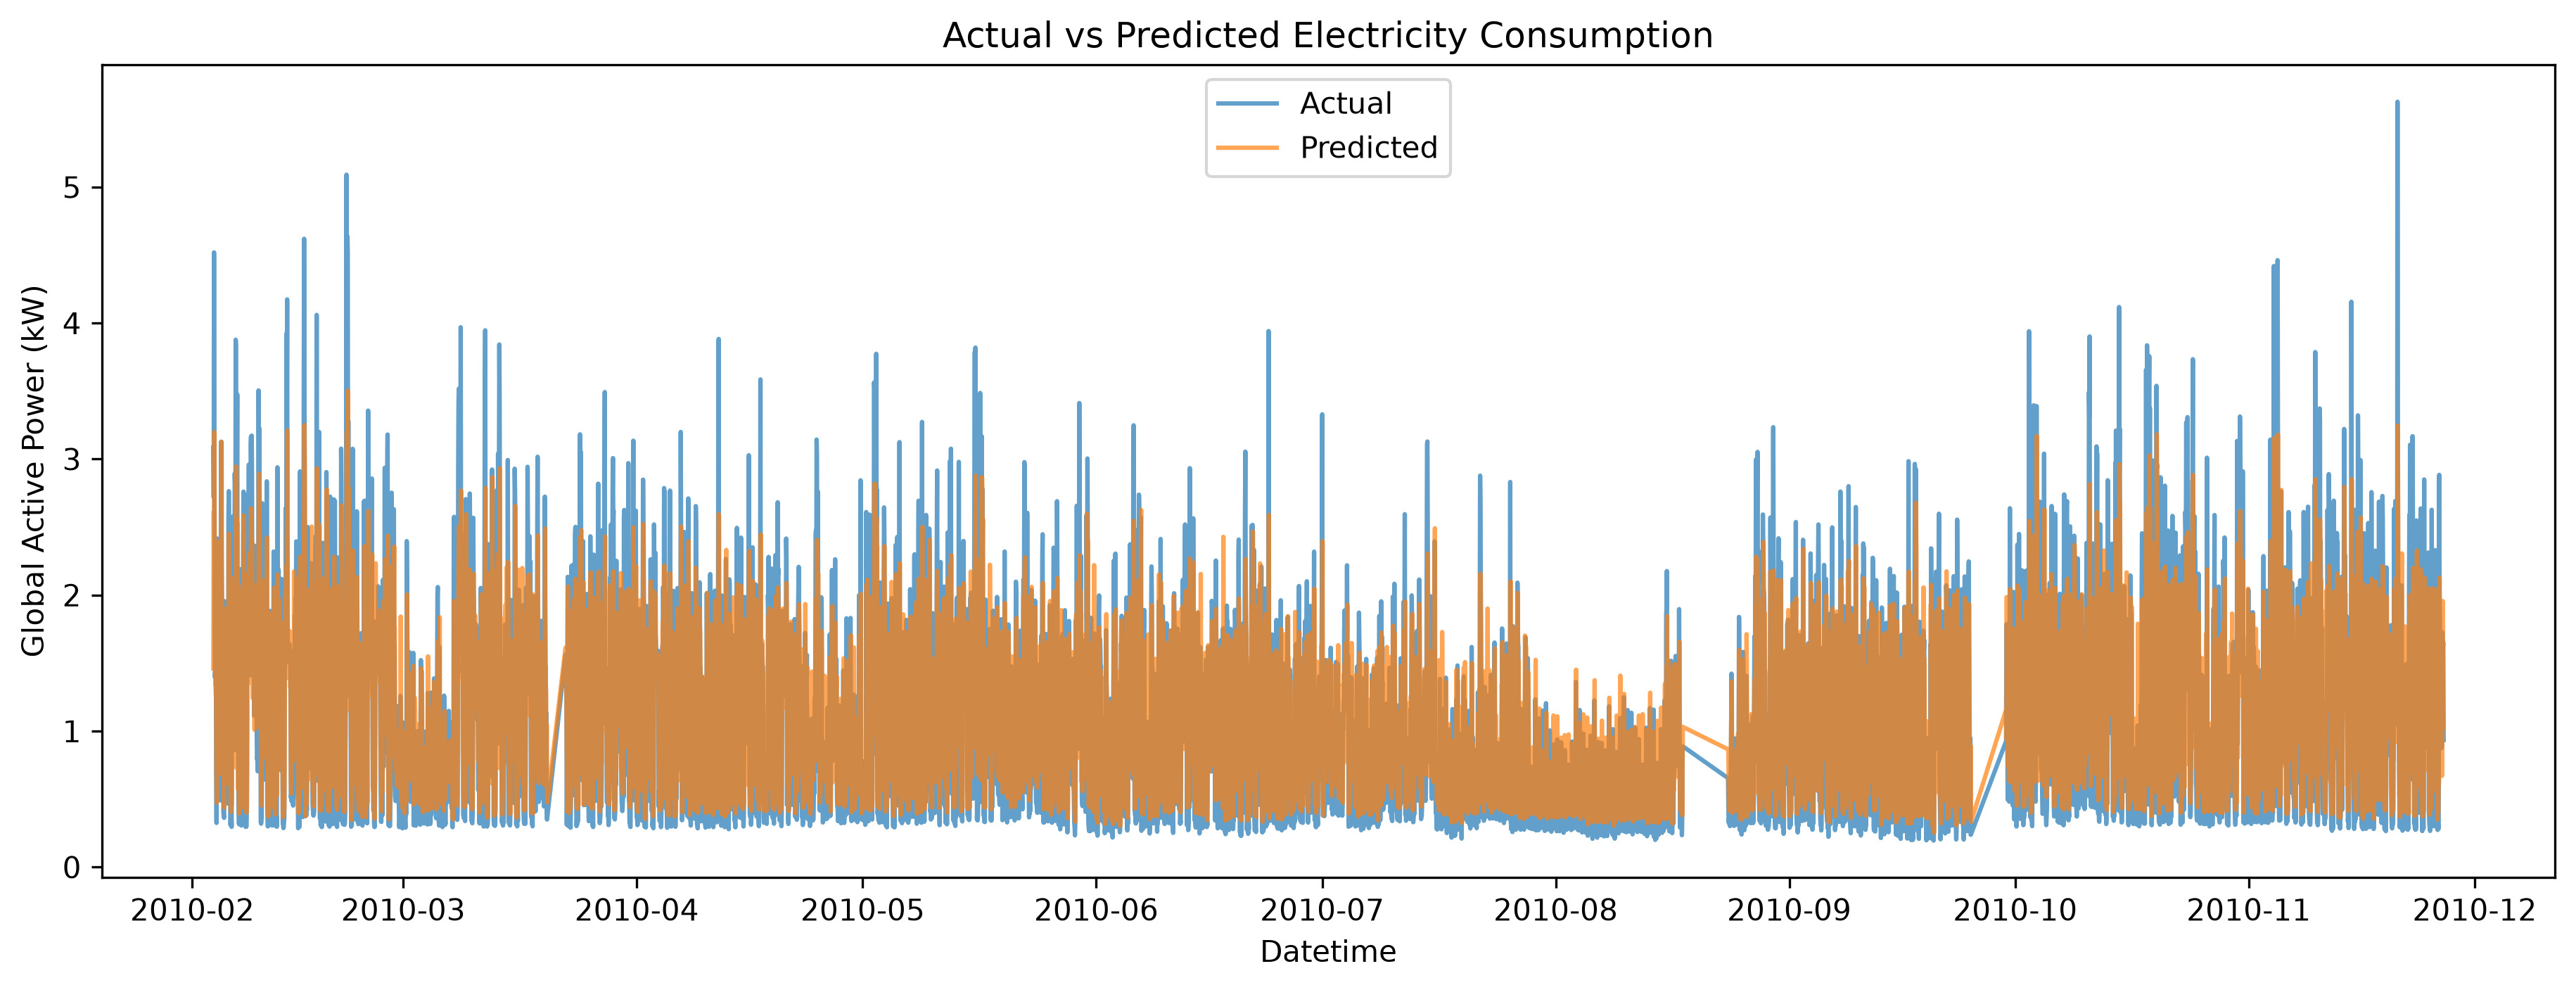 Actual vs Predicted Electricity Consumption
Actual
Predicted
Global Active Power (kW)
5
4
3
2
1
0
2010-02 2010-03 2010-04 2010-05 2010-06 2010-07 2010-08 2010-09 2010-10 2010-11 2010-12
Datetime